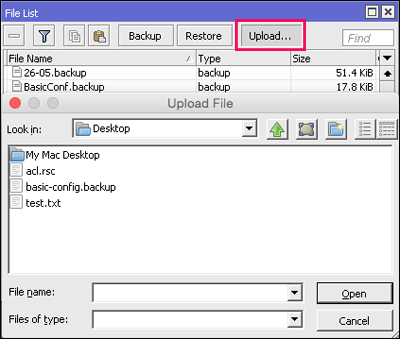 File List
Backup Restore Upload... Find
File Name Type Size
26-05.backup backup 51.4 KiB
BasicConf.backup backup 17.8 KiB
Upload File
Look in: Desktop
My Mac Desktop
acl.rsc
basic-config.backup
test.txt
File name: Open
Files of type: Cancel